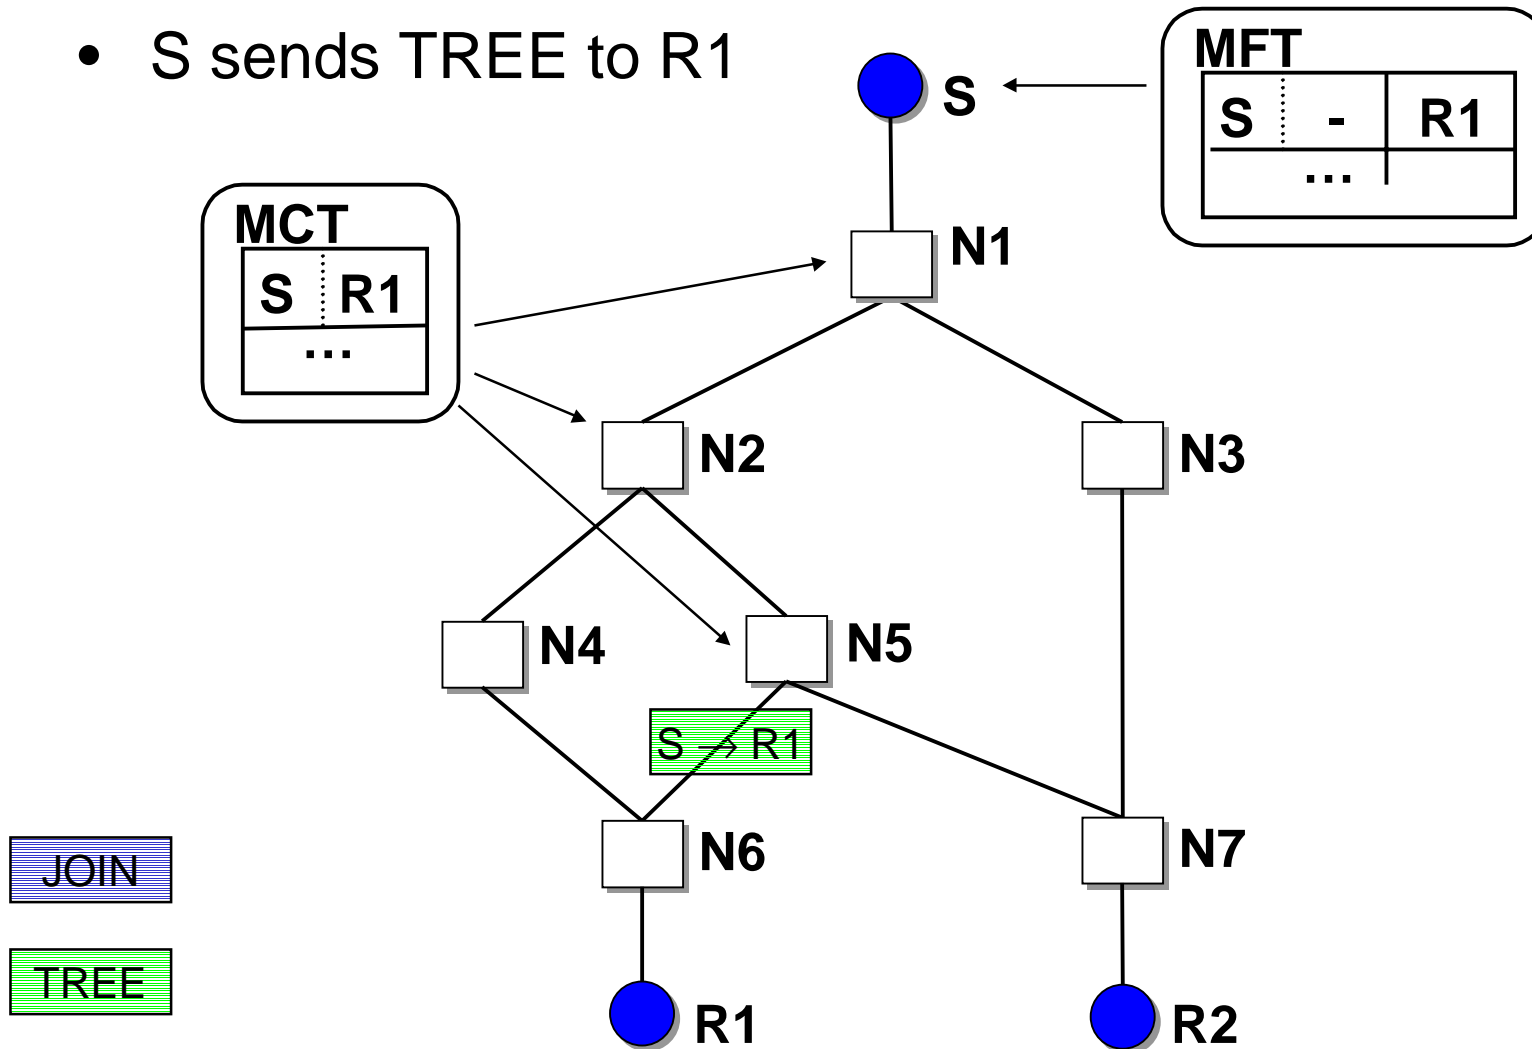 • S sends TREE to R1
S
MFT
S - R1
...
MCT
S R1
...
N1
N2
N3
N4
N5
S → R1
N6
N7
JOIN
TREE
R1
R2